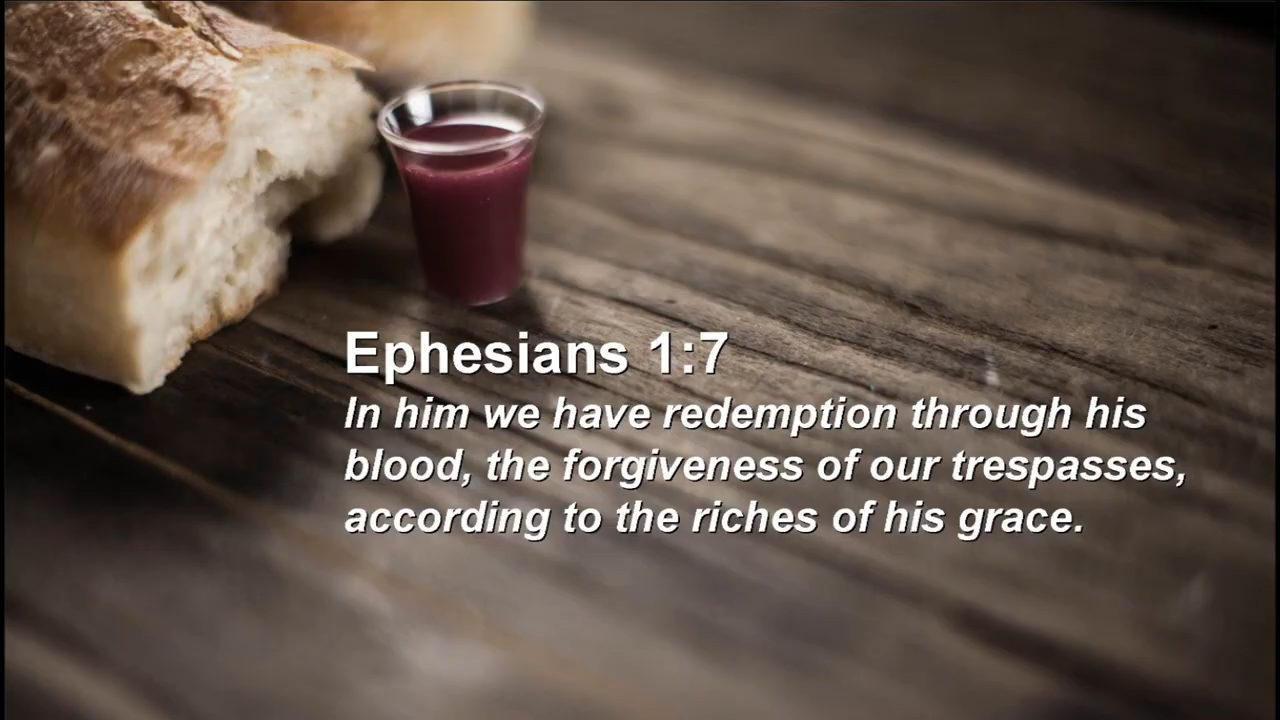 Ephesians 1:7
In him we have redemption through his
blood, the forgiveness of our trespasses,
according to the riches of his grace.